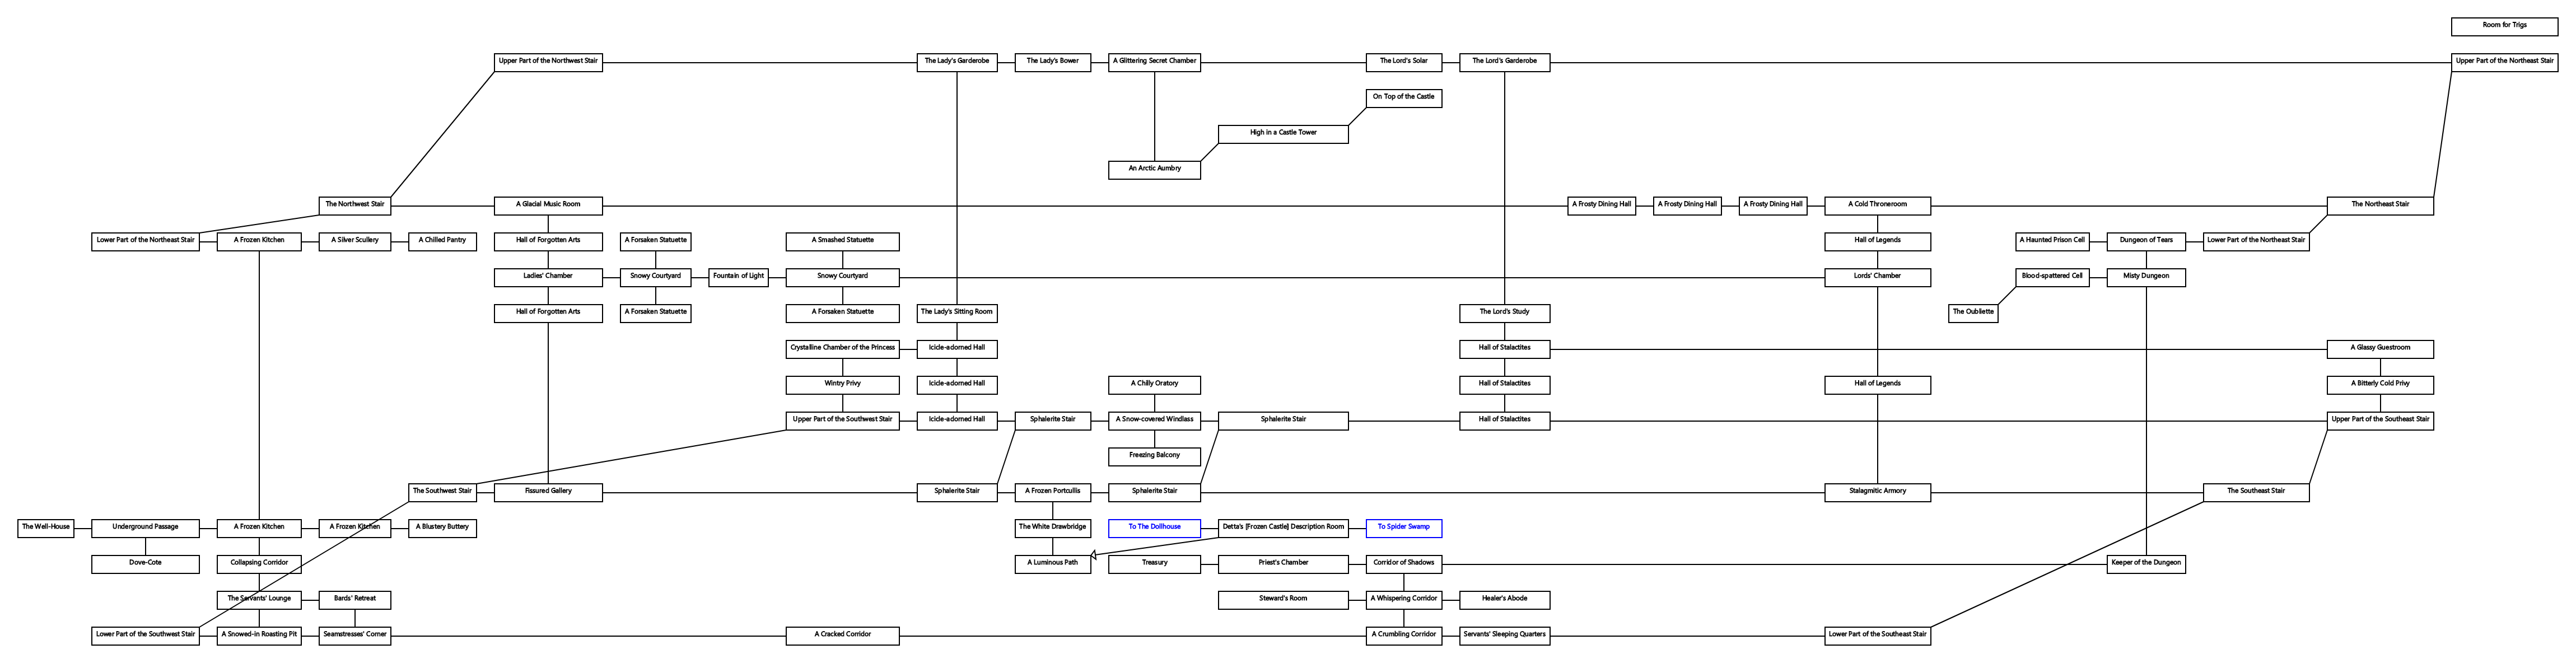 Room for Trigs
Upper Part of the Northwest Stair
The Lady's Garderobe
The Lady's Bower
A Glittering Secret Chamber
The Lord's Solar
The Lord's Garderobe
Upper Part of the Northeast Stair
On Top of the Castle
High in a Castle Tower
An Arctic Aumbry
The Northwest Stair
A Glacial Music Room
A Frosty Dining Hall
A Frosty Dining Hall
A Frosty Dining Hall
A Cold Throneroom
The Northeast Stair
Lower Part of the Northeast Stair
A Frozen Kitchen
A Silver Scullery
A Chilled Pantry
Hall of Forgotten Arts
A Forsaken Statuette
A Smashed Statuette
Hall of Legends
A Haunted Prison Cell
Dungeon of Tears
Lower Part of the Northeast Stair
Ladies' Chamber
Snowy Courtyard
Fountain of Light
Snowy Courtyard
Lords' Chamber
Blood-spattered Cell
Misty Dungeon
Hall of Forgotten Arts
A Forsaken Statuette
A Forsaken Statuette
The Lady's Sitting Room
The Lord's Study
The Oubliette
Crystalline Chamber of the Princess
Icicle-adorned Hall
Hall of Stalactites
A Glassy Guestroom
Wintry Privy
Icicle-adorned Hall
A Chilly Oratory
Hall of Stalactites
Hall of Legends
A Bitterly Cold Privy
Upper Part of the Southwest Stair
Icicle-adorned Hall
Sphalerite Stair
A Snow-covered Windlass
Sphalerite Stair
Hall of Stalactites
Upper Part of the Southeast Stair
Freezing Balcony
The Southwest Stair
Fissured Gallery
Sphalerite Stair
A Frozen Portcullis
Sphalerite Stair
Stalagmitic Armory
The Southeast Stair
The Well-House
Underground Passage
A Frozen Kitchen
A Frozen Kitchen
A Blustery Buttery
The White Drawbridge
To The Dollhouse
Detta's [Frozen Castle] Description Room
To Spider Swamp
Dove-Cote
Collapsing Corridor
A Luminous Path
Treasury
Priest's Chamber
Corridor of Shadows
Keeper of the Dungeon
The Servants' Lounge
Bards' Retreat
Steward's Room
A Whispering Corridor
Healer's Abode
Lower Part of the Southwest Stair
A Snowed-in Roasting Pit
Seamstresses' Corner
A Cracked Corridor
A Crumbling Corridor
Servants' Sleeping Quarters
Lower Part of the Southeast Stair